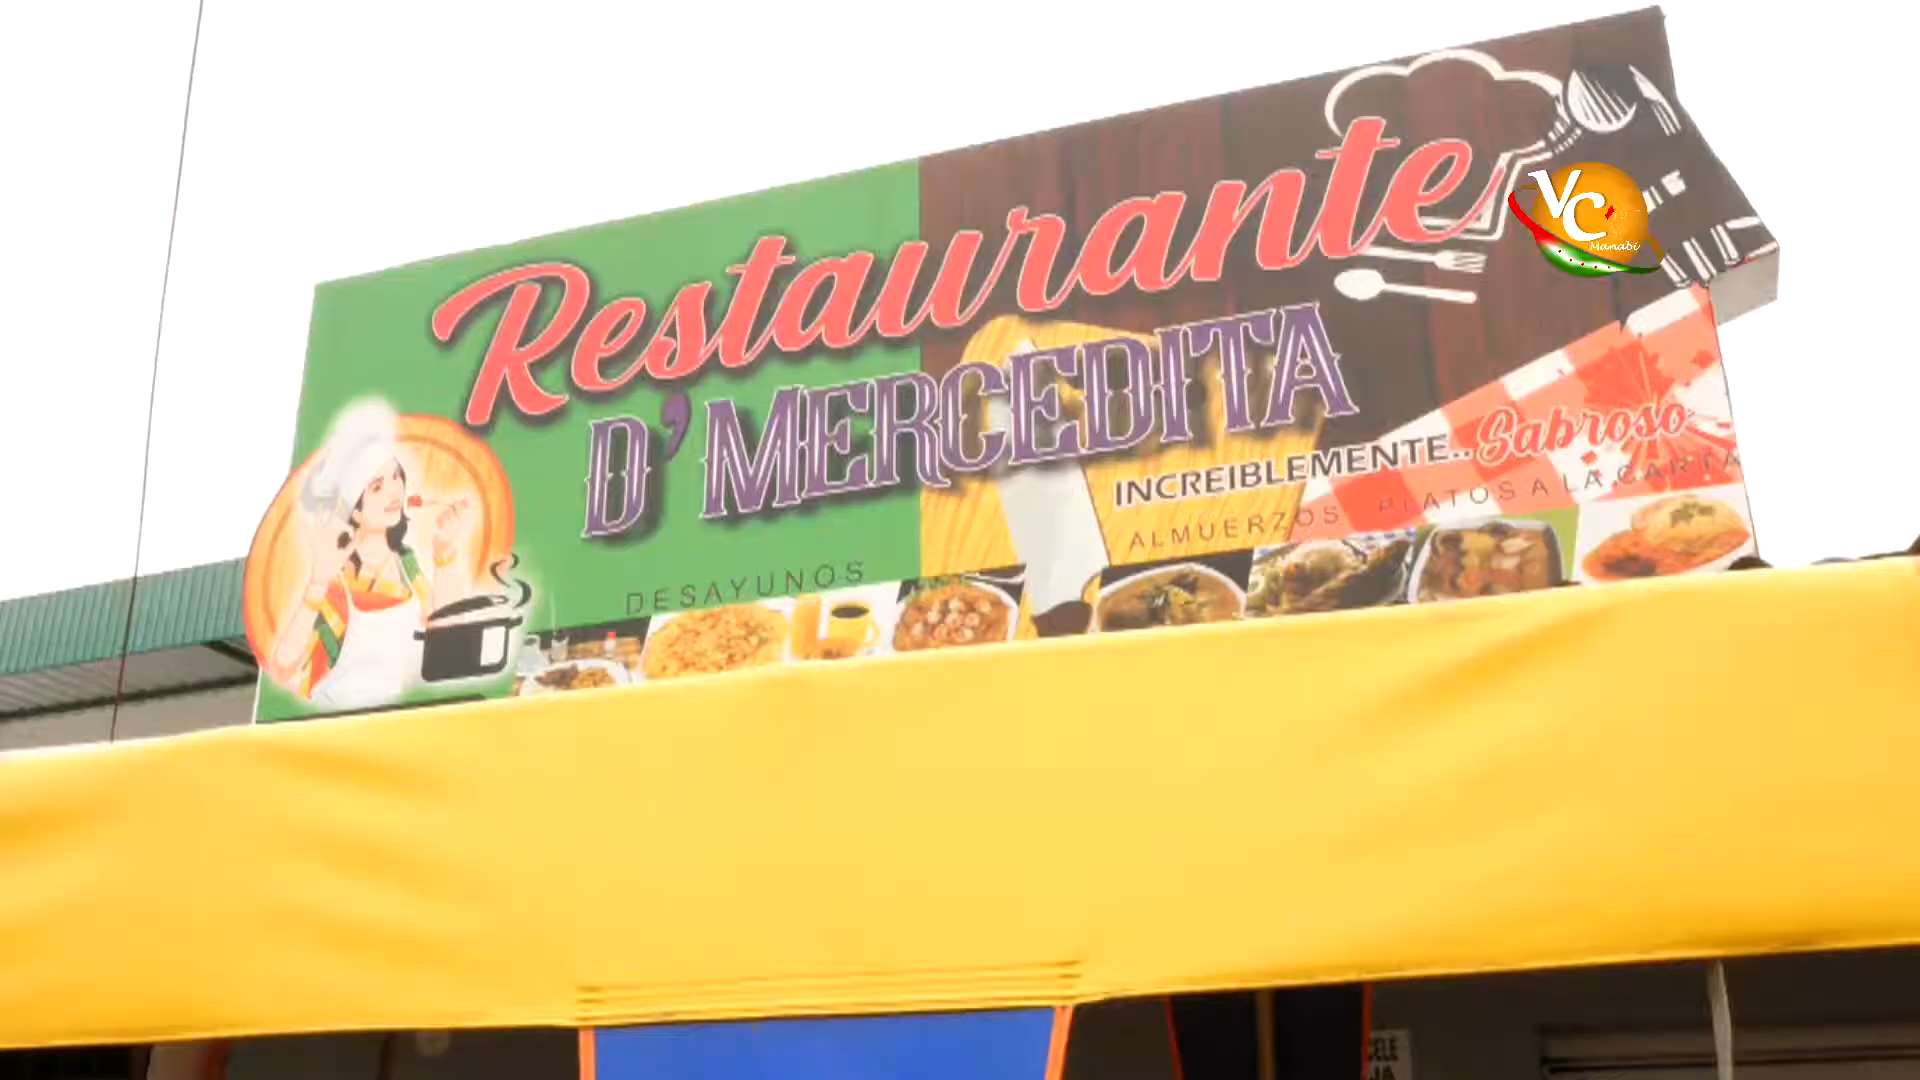 Restaurante
D'MERCEDITA
INCREIBLEMENTE..Sabroso
DESAYUNOS ALMUERZOS PLATOS A LA CARTA
VC
Manabí